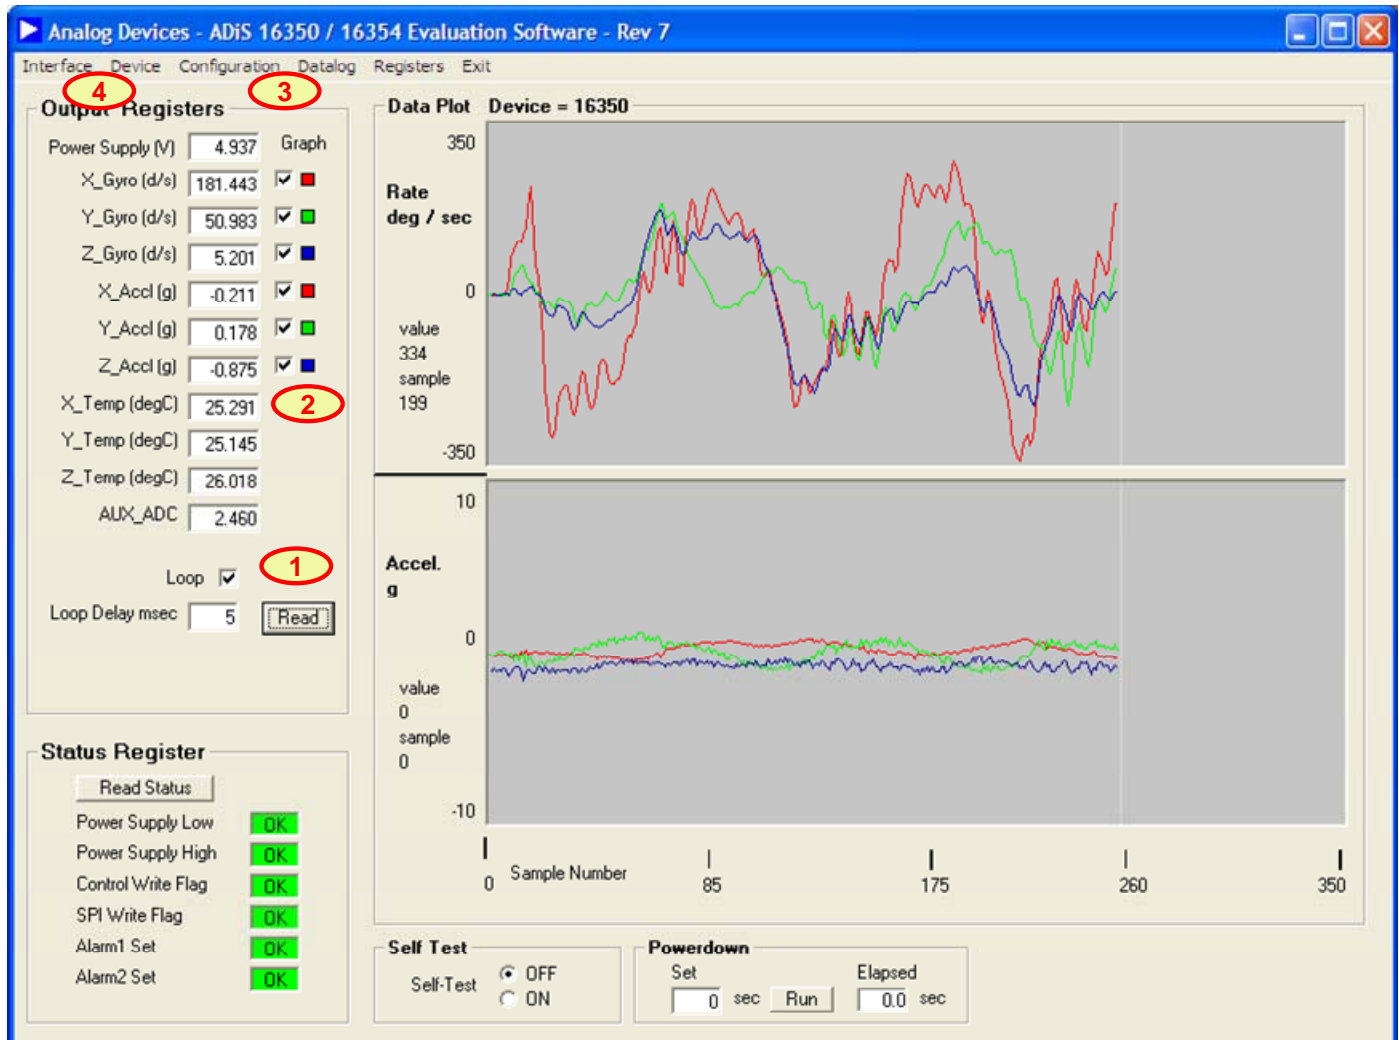 Analog Devices - ADiS 16350 / 16354 Evaluation Software - Rev 7
Interface Device Configuration Datalog Registers Exit
4
3
Output Registers
Power Supply (V) 4.937 Graph
X_Gyro (d/s) 181.443
Y_Gyro (d/s) 50.983
Z_Gyro (d/s) 5.201
X_Accl (g) -0.211
Y_Accl (g) 0.178
Z_Accl (g) -0.875
X_Temp (degC) 25.291
2
Y_Temp (degC) 25.145
Z_Temp (degC) 26.018
AUX_ADC 2.460
1
Loop
Loop Delay msec 5 Read
Status Register
Read Status
Power Supply Low OK
Power Supply High OK
Control Write Flag OK
SPI Write Flag OK
Alarm1 Set OK
Alarm2 Set OK
Data Plot Device = 16350
350
Rate
deg / sec
0
value
334
sample
199
-350
10
Accel.
g
0
value
0
sample
0
-10
Sample Number
0 85 175 260 350
Self Test
Self-Test OFF
ON
Powerdown
Set Elapsed
0 sec Run 0.0 sec